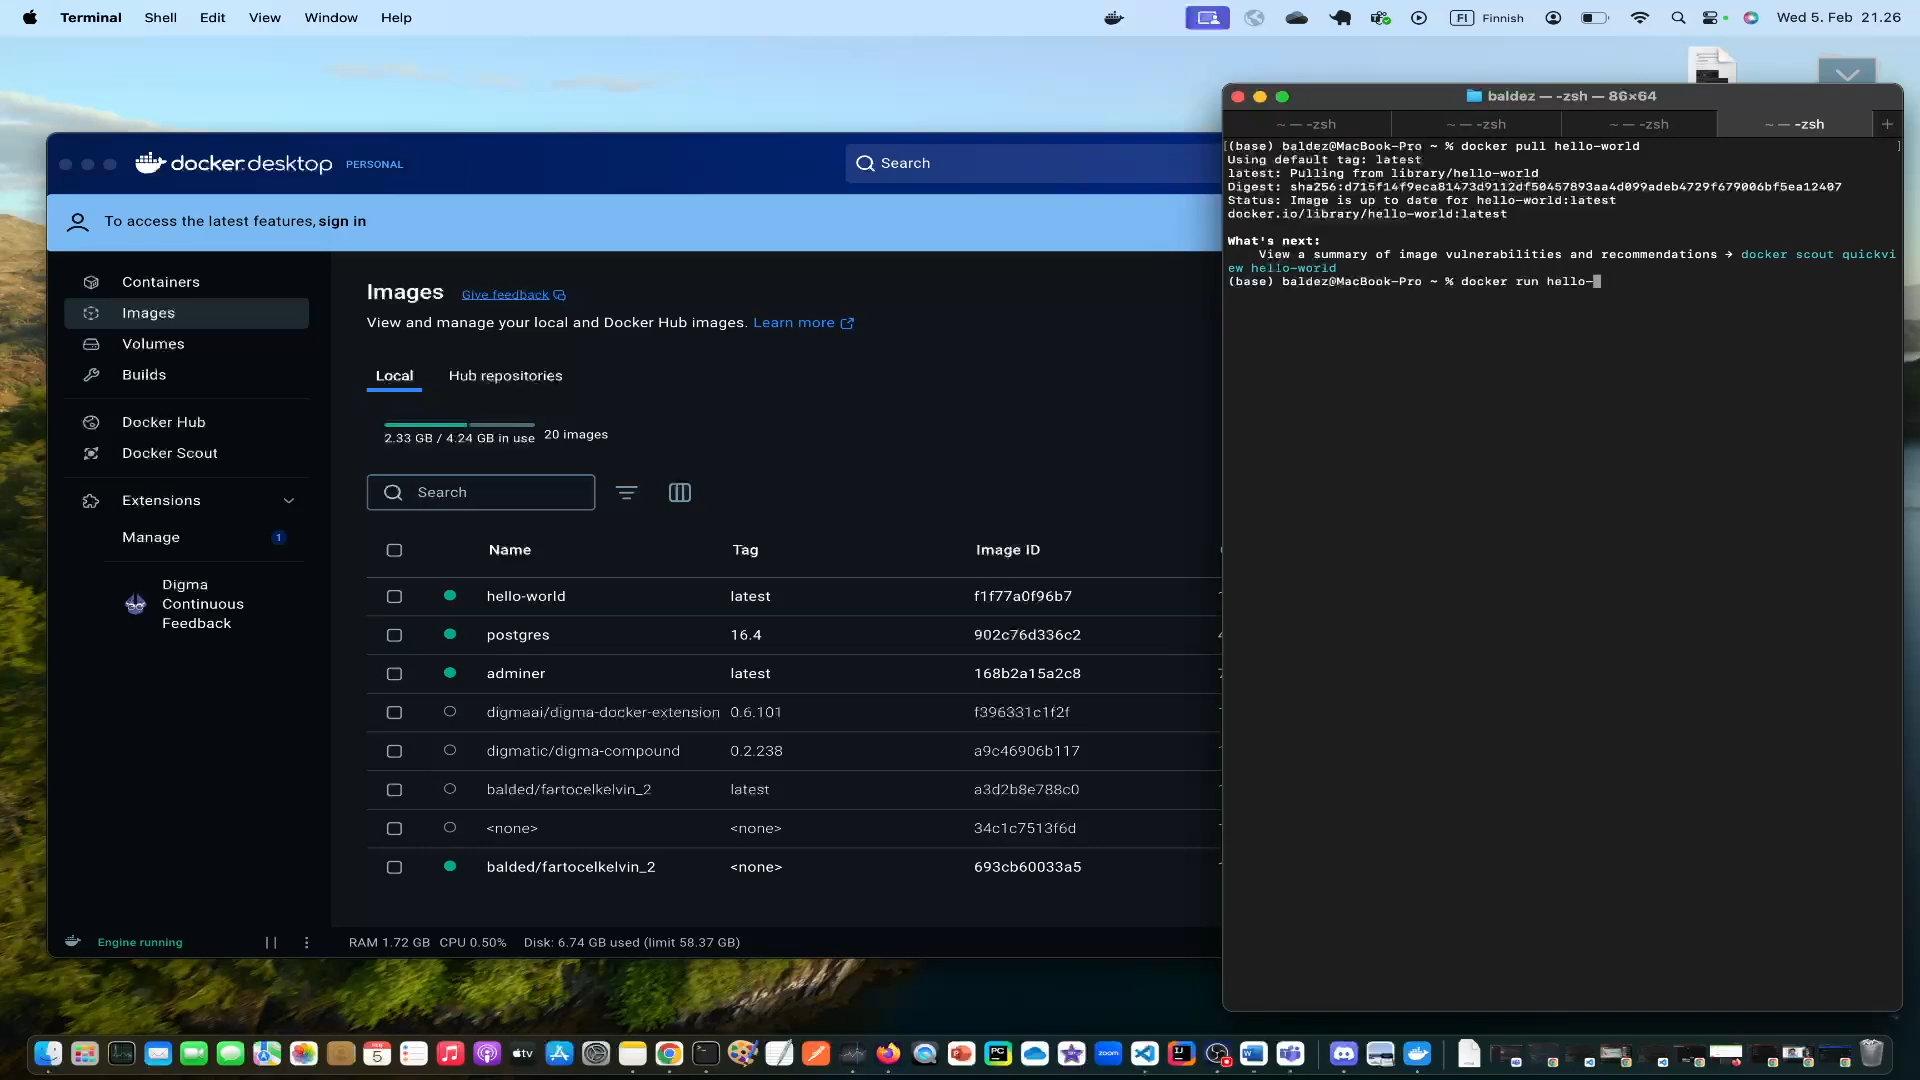 Terminal Shell Edit View Window Help
FI Finnish
Wed 5. Feb 21.26
docker desktop PERSONAL
Search
To access the latest features, sign in
Containers
Images
Volumes
Builds
Docker Hub
Docker Scout
Extensions
Manage 1
Digma
Continuous
Feedback
Images Give feedback
View and manage your local and Docker Hub images. Learn more
Local Hub repositories
2.33 GB / 4.24 GB in use 20 images
Search
Name Tag Image ID
hello-world latest f1f77a0f96b7
postgres 16.4 902c76d336c2
adminer latest 168b2a15a2c8
digmaai/digma-docker-extension 0.6.101 f396331c1f2f
digmatic/digma-compound 0.2.238 a9c46906b117
balded/fartocelkelvin_2 latest a3d2b8e788c0
<none> <none> 34c1c7513f6d
balded/fartocelkelvin_2 <none> 693cb60033a5
Engine running
RAM 1.72 GB CPU 0.50% Disk: 6.74 GB used (limit 58.37 GB)
baldez — -zsh — 86×64
~ — -zsh ~ — -zsh ~ — -zsh ~ — -zsh
[(base) baldez@MacBook-Pro ~ % docker pull hello-world ]
Using default tag: latest
latest: Pulling from library/hello-world
Digest: sha256:d715f14f9eca81473d9112df50457893aa4d099adeb4729f679006bf5ea12407
Status: Image is up to date for hello-world:latest
docker.io/library/hello-world:latest
What's next:
View a summary of image vulnerabilities and recommendations → docker scout quickvi
ew hello-world
(base) baldez@MacBook-Pro ~ % docker run hello-
5
tv
PC
zoom